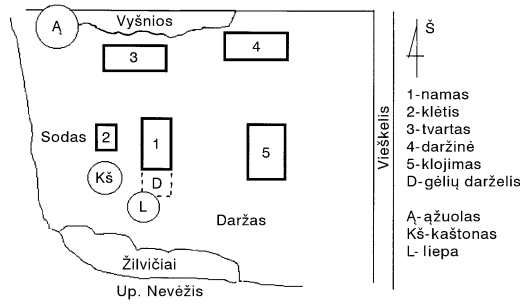 Vyšnios
Ą
3
4
Š
1-namas
2-klėtis
3-tvartas
4-daržinė
5-klojimas
D-gėlių darželis
Ą-ąžuolas
Kš-kaštonas
L- liepa
Vieškelis
Sodas
2
1
5
Kš
D
L
Daržas
Žilvičiai
Up. Nevėžis